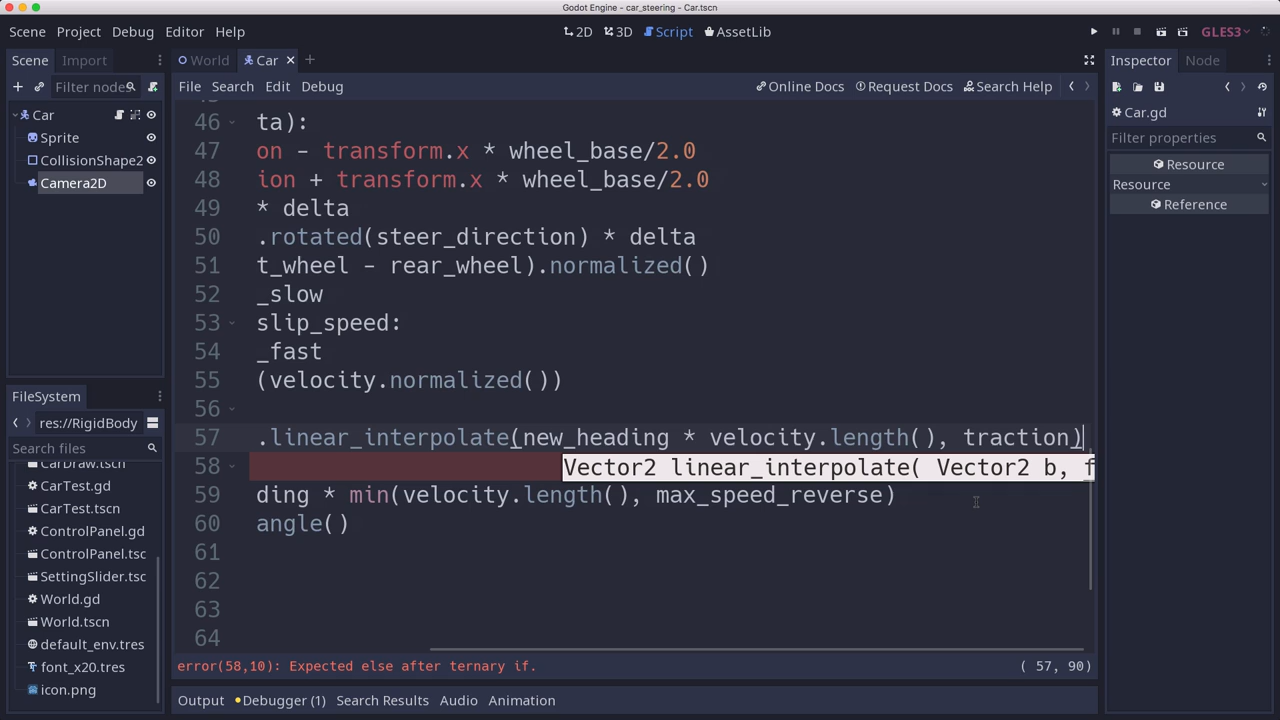 Godot Engine - car_steering - Car.tscn
Scene Project Debug Editor Help
2D 3D Script AssetLib
GLES3
Scene Import
World Car
Inspector Node
Filter nodes
File Search Edit Debug
Online Docs Request Docs Search Help
Car.gd
Filter properties
Resource
Resource
Reference
Car
Sprite
CollisionShape2
Camera2D
46 ta):
47 on - transform.x * wheel_base/2.0
48 ion + transform.x * wheel_base/2.0
49 * delta
50 .rotated(steer_direction) * delta
51 t_wheel - rear_wheel).normalized()
52 _slow
53 slip_speed:
54 _fast
55 (velocity.normalized())
56
57 .linear_interpolate(new_heading * velocity.length(), traction)
58 Vector2 linear_interpolate( Vector2 b, f
59 ding * min(velocity.length(), max_speed_reverse)
60 angle()
61
62
63
64
FileSystem
res://RigidBody
Search files
CarDraw.tscn
CarTest.gd
CarTest.tscn
ControlPanel.gd
ControlPanel.tsc
SettingSlider.tsc
World.gd
World.tscn
default_env.tres
font_x20.tres
icon.png
error(58,10): Expected else after ternary if.
( 57, 90)
Output Debugger (1) Search Results Audio Animation